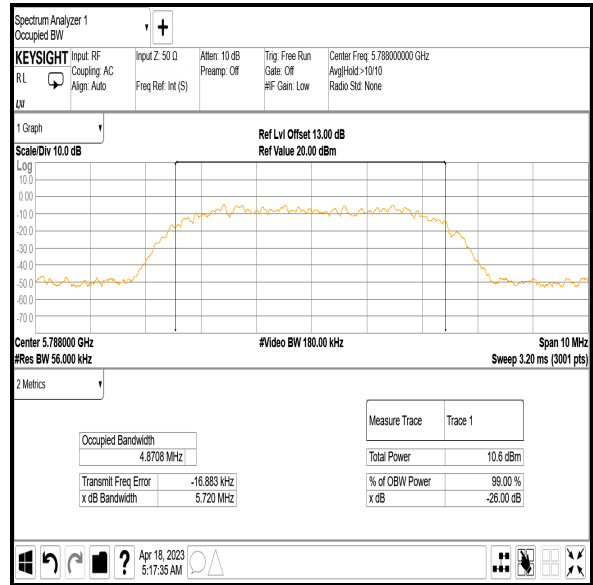 Spectrum Analyzer 1
Occupied BW
KEYSIGHT
R L
LXI
Input: RF
Coupling: AC
Align: Auto
Input Z: 50 Ω
Freq Ref: Int (S)
Atten: 10 dB
Preamp: Off
Trig: Free Run
Gate: Off
#IF Gain: Low
Center Freq: 5.788000000 GHz
Avg|Hold:>10/10
Radio Std: None
1 Graph
Scale/Div 10.0 dB
Ref Lvl Offset 13.00 dB
Ref Value 20.00 dBm
Log
10.0
0.00
-10.0
-20.0
-30.0
-40.0
-50.0
-60.0
-70.0
Center 5.788000 GHz
#Video BW 180.00 kHz
Span 10 MHz
#Res BW 56.000 kHz
Sweep 3.20 ms (3001 pts)
2 Metrics
Occupied Bandwidth
4.8708 MHz
Transmit Freq Error -16.883 kHz
x dB Bandwidth 5.720 MHz
Measure Trace Trace 1
Total Power 10.6 dBm
% of OBW Power 99.00 %
x dB -26.00 dB
?
Apr 18, 2023
5:17:35 AM